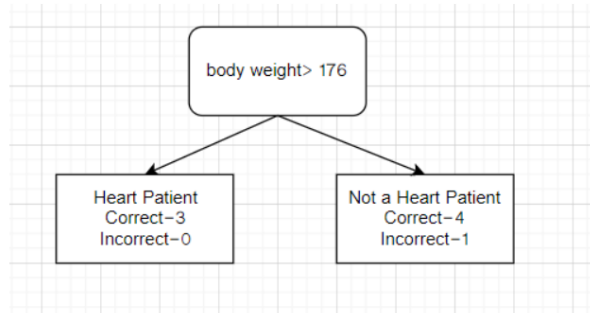 body weight> 176
Heart Patient
Correct-3
Incorrect-0
Not a Heart Patient
Correct-4
Incorrect-1